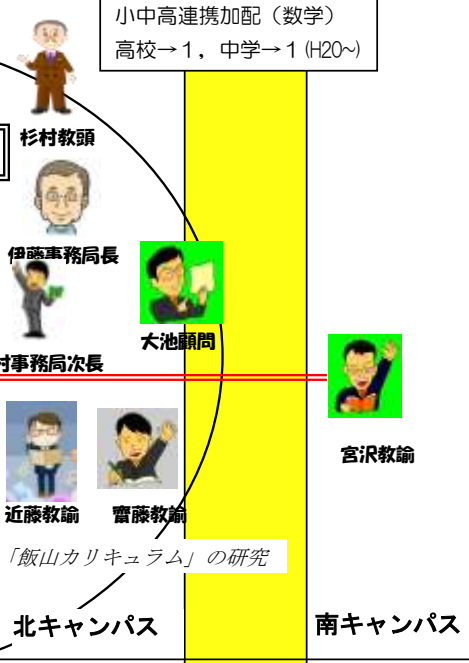 小中高連携加配（数学）
高校→１，中学→１(H20~)
杉村教頭
伊藤事務局長
大池顧問
村事務局次長
宮沢教諭
近藤教諭
齋藤教諭
「飯山カリキュラム」の研究
北キャンパス
南キャンパス